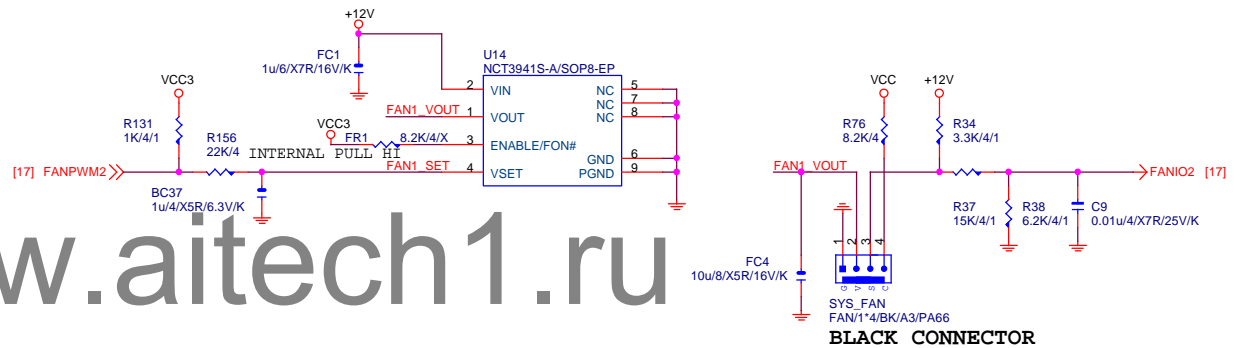 +12V
FC1
1u/6/X7R/16V/K
U14
NCT3941S-A/SOP8-EP
2 VIN
NC 5
NC 7
NC 8
FAN1_VOUT 1 VOUT
VCC3
FR1 8.2K/4/X 3 ENABLE/FON#
INTERNAL PULL HI
FAN1_SET 4 VSET
GND 6
PGND 9
VCC3
R131
1K/4/1
R156
22K/4
[17] FANPWM2
BC37
1u/4/X5R/6.3V/K
VCC
+12V
R76
8.2K/4
R34
3.3K/4/1
FAN1_VOUT
FANIO2 [17]
R37
15K/4/1
R38
6.2K/4/1
C9
0.01u/4/X7R/25V/K
1 2 3 4
G V S C
FC4
10u/8/X5R/16V/K
SYS_FAN
FAN/1*4/BK/A3/PA66
BLACK CONNECTOR
w.aitech1.ru